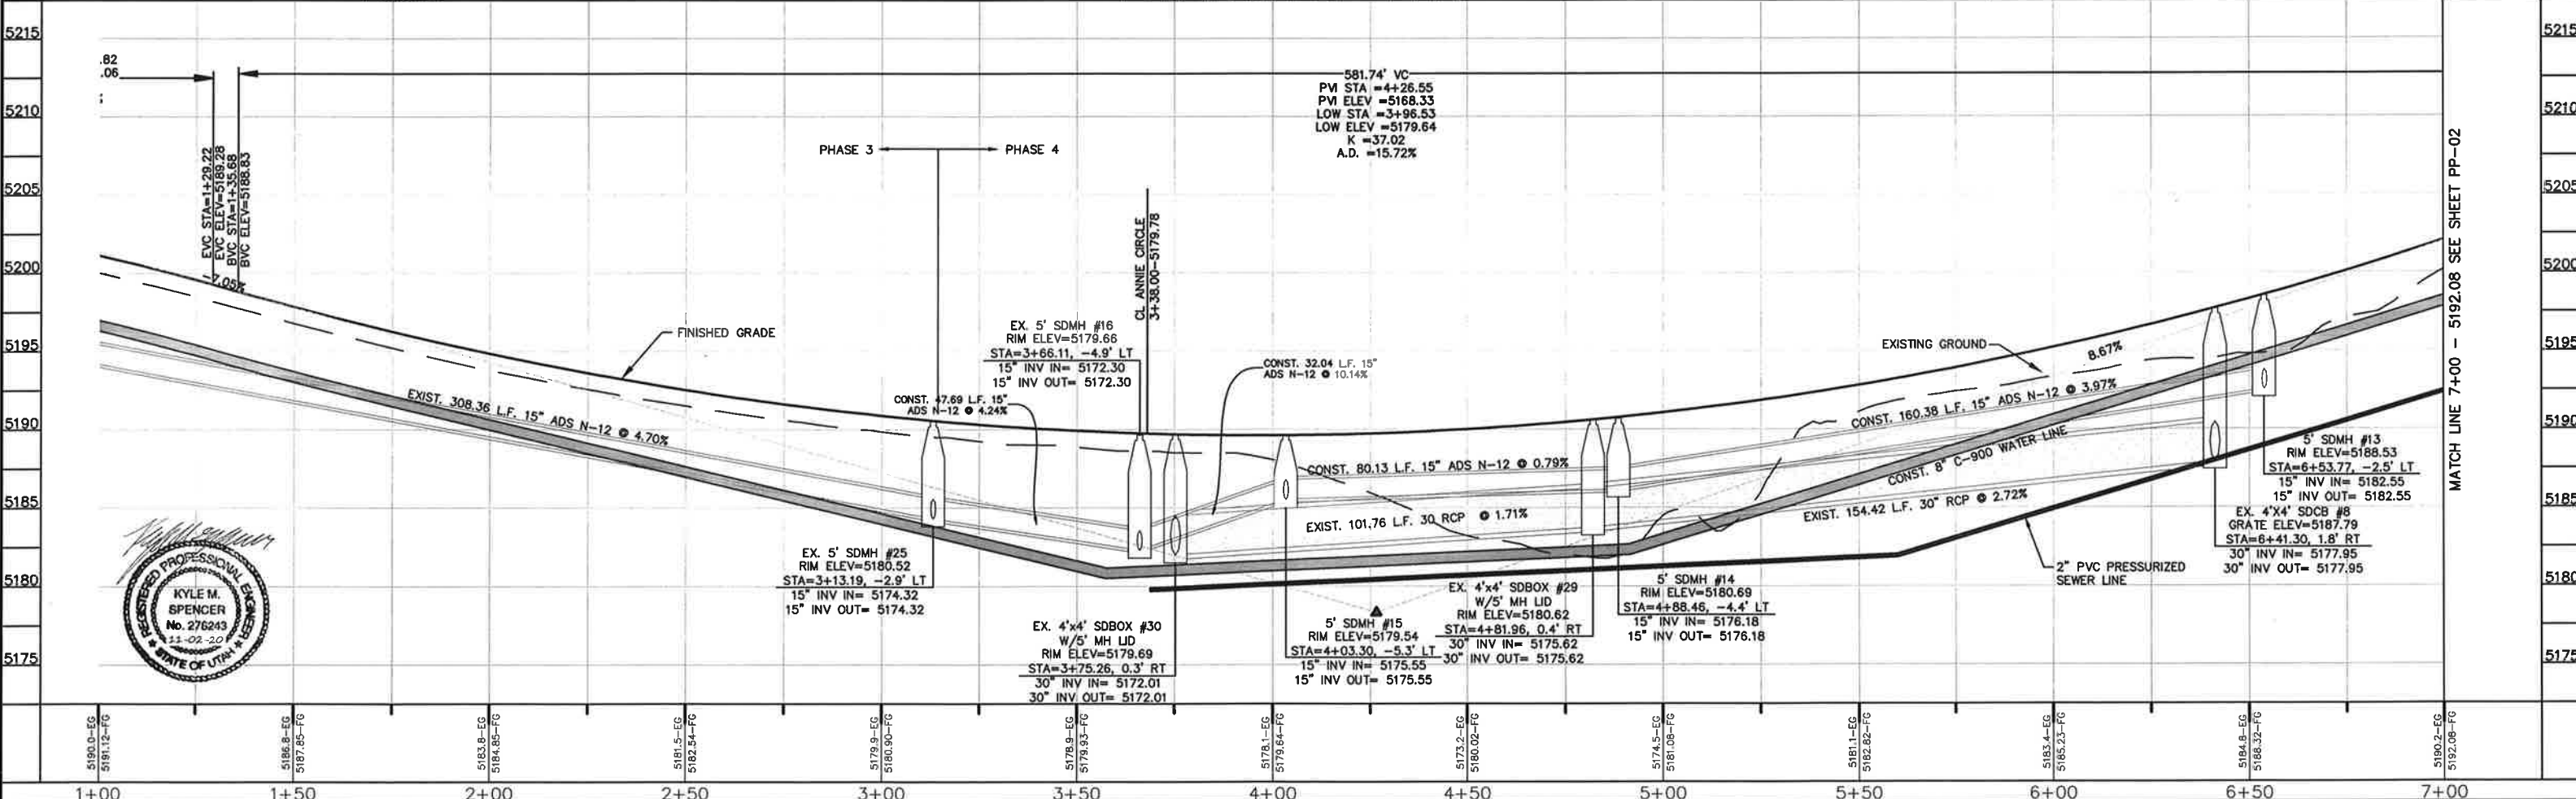 5215
5210
5205
5200
5195
5190
5185
5180
5175
.82
.06
EVC STA=1+29.22
EVC ELEV=5189.28
BVC STA=1+35.68
BVC ELEV=5188.83
-7.05%
581.74' VC
PVI STA =4+26.55
PVI ELEV =5168.33
LOW STA =3+96.53
LOW ELEV =5179.64
K =37.02
A.D. =15.72%
PHASE 3
PHASE 4
CL ANNIE CIRCLE
3+38.00-5179.78
FINISHED GRADE
EX. 5' SDMH #16
RIM ELEV=5179.66
STA=3+66.11, -4.9' LT
15" INV IN= 5172.30
15" INV OUT= 5172.30
CONST. 32.04 L.F. 15"
ADS N-12 @ 10.14%
CONST. 47.69 L.F. 15"
ADS N-12 @ 4.24%
EXIST. 308.36 L.F. 15" ADS N-12 @ 4.70%
EXISTING GROUND
8.67%
CONST. 160.38 L.F. 15" ADS N-12 @ 3.97%
CONST. 80.13 L.F. 15" ADS N-12 @ 0.79%
CONST. 8" C-900 WATER LINE
EXIST. 101.76 L.F. 30 RCP @ 1.71%
EXIST. 154.42 L.F. 30" RCP @ 2.72%
5' SDMH #13
RIM ELEV=5188.53
STA=6+53.77, -2.5' LT
15" INV IN= 5182.55
15" INV OUT= 5182.55
EX. 4'X4' SDCB #8
GRATE ELEV=5187.79
STA=6+41.30, 1.8' RT
30" INV IN= 5177.95
30" INV OUT= 5177.95
2" PVC PRESSURIZED
SEWER LINE
EX. 5' SDMH #25
RIM ELEV=5180.52
STA=3+13.19, -2.9' LT
15" INV IN= 5174.32
15" INV OUT= 5174.32
EX. 4'x4' SDBOX #30
W/5' MH LID
RIM ELEV=5179.69
STA=3+75.26, 0.3' RT
30" INV IN= 5172.01
30" INV OUT= 5172.01
5' SDMH #15
RIM ELEV=5179.54
STA=4+03.30, -5.3' LT
15" INV IN= 5175.55
15" INV OUT= 5175.55
EX. 4'x4' SDBOX #29
W/5' MH LID
RIM ELEV=5180.62
STA=4+81.96, 0.4' RT
30" INV IN= 5175.62
30" INV OUT= 5175.62
5' SDMH #14
RIM ELEV=5180.69
STA=4+88.46, -4.4' LT
15" INV IN= 5176.18
15" INV OUT= 5176.18
REGISTERED PROFESSIONAL ENGINEER
KYLE M.
SPENCER
No. 276243
11-02-20
STATE OF UTAH
MATCH LINE 7+00 - 5192.08 SEE SHEET PP-02
5215
5210
5205
5200
5195
5190
5185
5180
5175
5190.0-EG
5191.12-FG
5186.8-EG
5187.85-FG
5183.8-EG
5184.85-FG
5181.5-EG
5182.54-FG
5179.9-EG
5180.90-FG
5178.9-EG
5179.93-FG
5178.1-EG
5179.64-FG
5173.2-EG
5180.02-FG
5174.5-EG
5181.08-FG
5181.1-EG
5182.82-FG
5183.4-EG
5185.23-FG
5184.8-EG
5188.32-FG
5190.2-EG
5192.08-FG
1+00
1+50
2+00
2+50
3+00
3+50
4+00
4+50
5+00
5+50
6+00
6+50
7+00